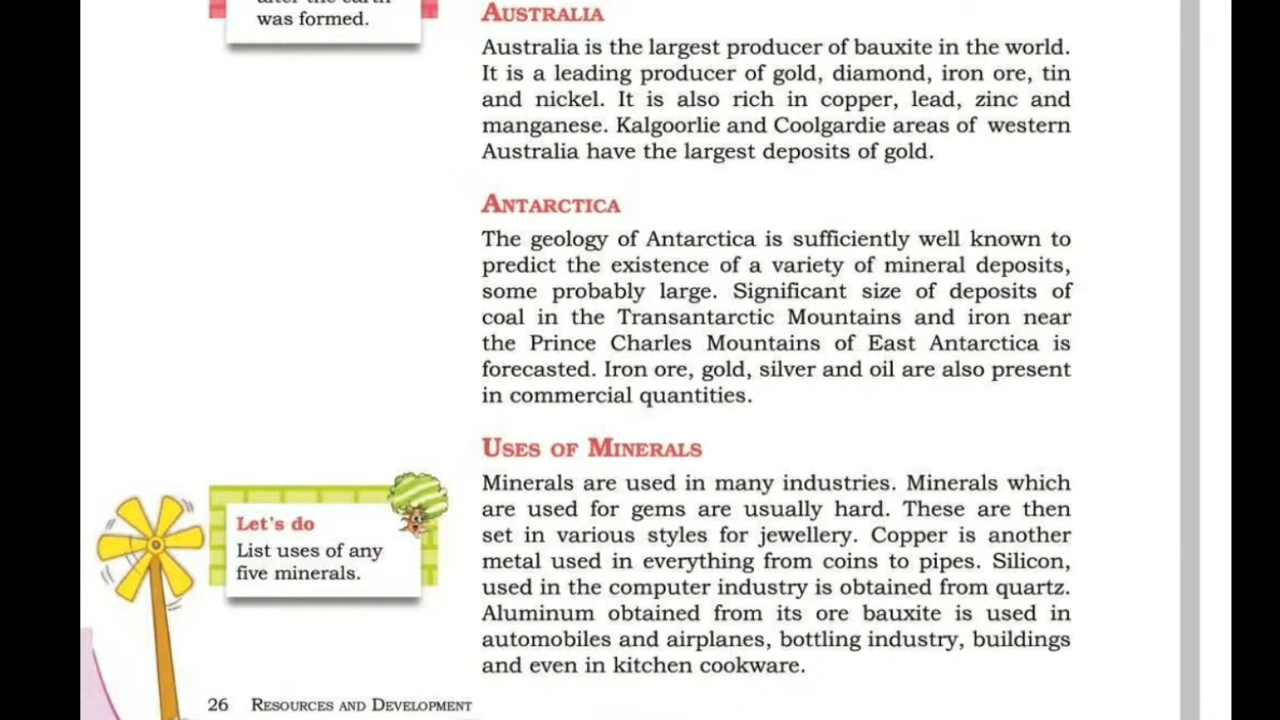 was formed.
AUSTRALIA
Australia is the largest producer of bauxite in the world.
It is a leading producer of gold, diamond, iron ore, tin
and nickel. It is also rich in copper, lead, zinc and
manganese. Kalgoorlie and Coolgardie areas of western
Australia have the largest deposits of gold.
ANTARCTICA
The geology of Antarctica is sufficiently well known to
predict the existence of a variety of mineral deposits,
some probably large. Significant size of deposits of
coal in the Transantarctic Mountains and iron near
the Prince Charles Mountains of East Antarctica is
forecasted. Iron ore, gold, silver and oil are also present
in commercial quantities.
USES OF MINERALS
Minerals are used in many industries. Minerals which
are used for gems are usually hard. These are then
set in various styles for jewellery. Copper is another
metal used in everything from coins to pipes. Silicon,
used in the computer industry is obtained from quartz.
Aluminum obtained from its ore bauxite is used in
automobiles and airplanes, bottling industry, buildings
and even in kitchen cookware.
Let's do
List uses of any
five minerals.
26 RESOURCES AND DEVELOPMENT